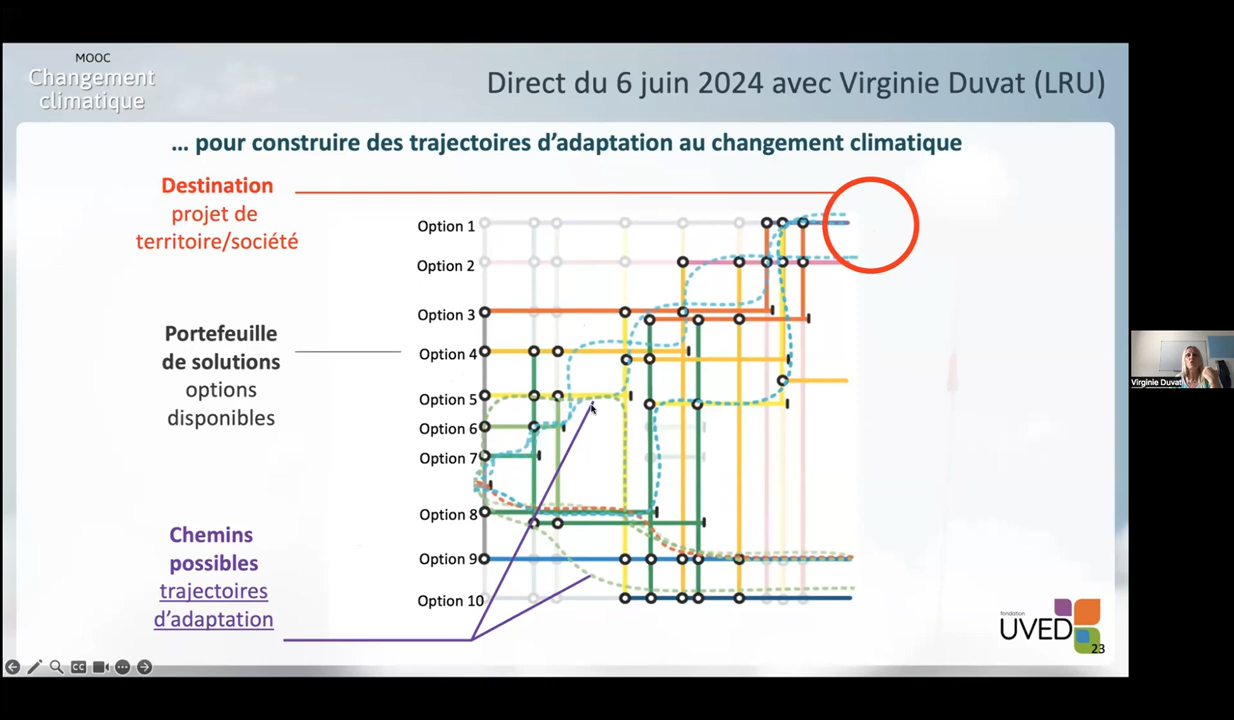 MOOC
Changement
climatique
Direct du 6 juin 2024 avec Virginie Duvat (LRU)
... pour construire des trajectoires d’adaptation au changement climatique
Destination
projet de
territoire/société
Portefeuille
de solutions
options
disponibles
Chemins
possibles
trajectoires
d’adaptation
Option 1
Option 2
Option 3
Option 4
Option 5
Option 6
Option 7
Option 8
Option 9
Option 10
Virginie Duvat
fondation
UVED
23
CC